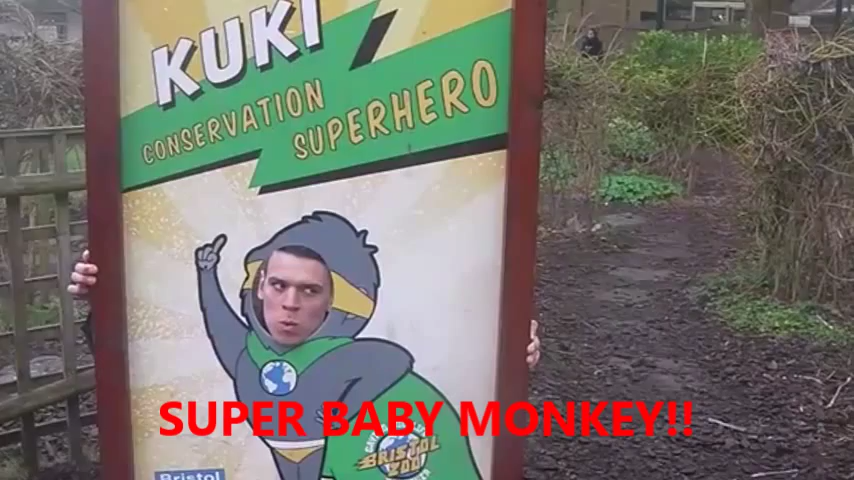 KUKI
CONSERVATION
SUPERHERO
SUPER BABY MONKEY!!
BRISTOL
ZOO
Bristol